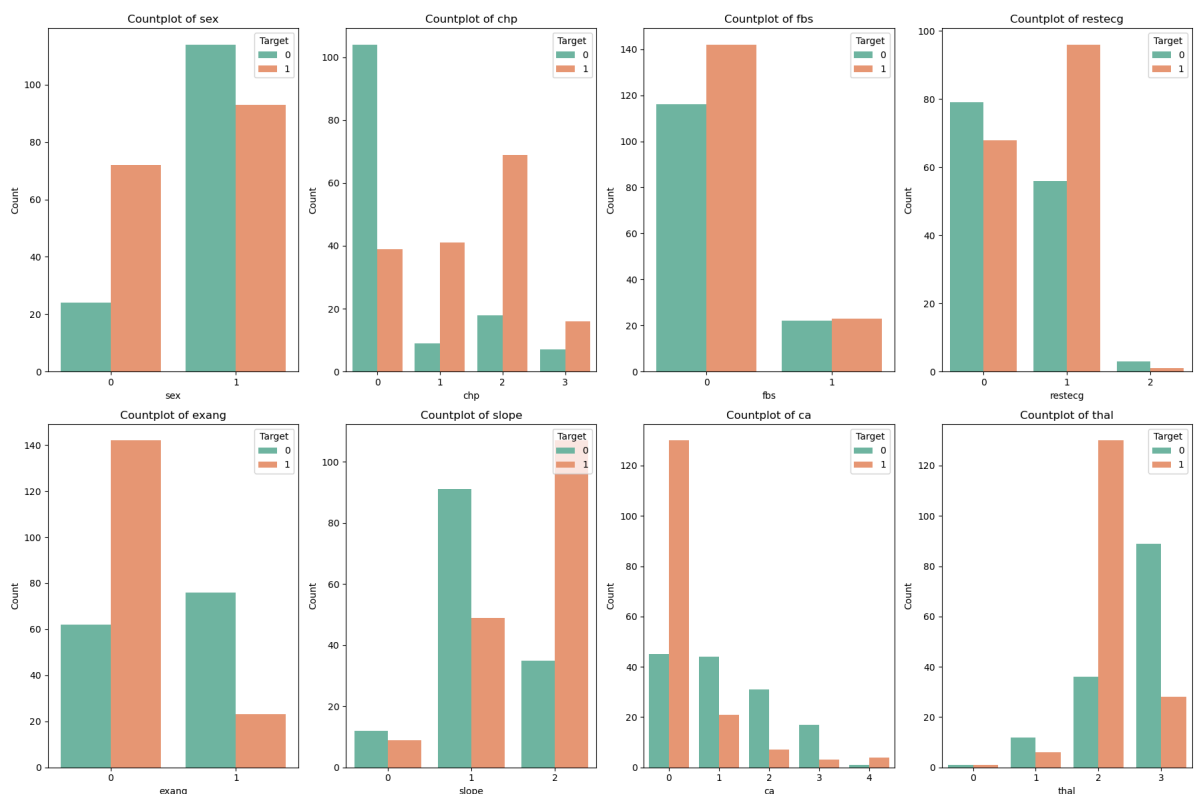 Countplot of sex
Count
120
100
80
60
40
20
0
0 1
sex
Target
0
1
Countplot of chp
Count
100
80
60
40
20
0
0 1 2 3
chp
Target
0
1
Countplot of fbs
Count
140
120
100
80
60
40
20
0
0 1
fbs
Target
0
1
Countplot of restecg
Count
100
80
60
40
20
0
0 1 2
restecg
Target
0
1
Countplot of exang
Count
140
120
100
80
60
40
20
0
0 1
exang
Target
0
1
Countplot of slope
Count
100
80
60
40
20
0
0 1 2
slope
Target
0
1
Countplot of ca
Count
120
100
80
60
40
20
0
0 1 2 3 4
ca
Target
0
1
Countplot of thal
Count
120
100
80
60
40
20
0
0 1 2 3
thal
Target
0
1